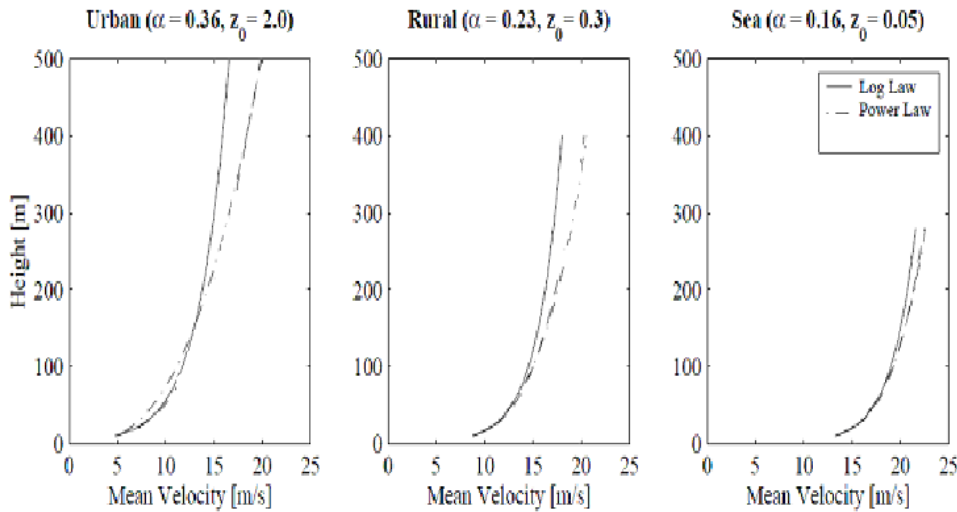 Urban (α = 0.36, z0= 2.0)
Rural (α = 0.23, z0= 0.3)
Sea (α = 0.16, z0= 0.05)
Height [m]
500
400
300
200
100
0
0 5 10 15 20 25
Mean Velocity [m/s]
500
400
300
200
100
0
0 5 10 15 20 25
Mean Velocity [m/s]
500
400
300
200
100
0
0 5 10 15 20 25
Mean Velocity [m/s]
Log Law
Power Law